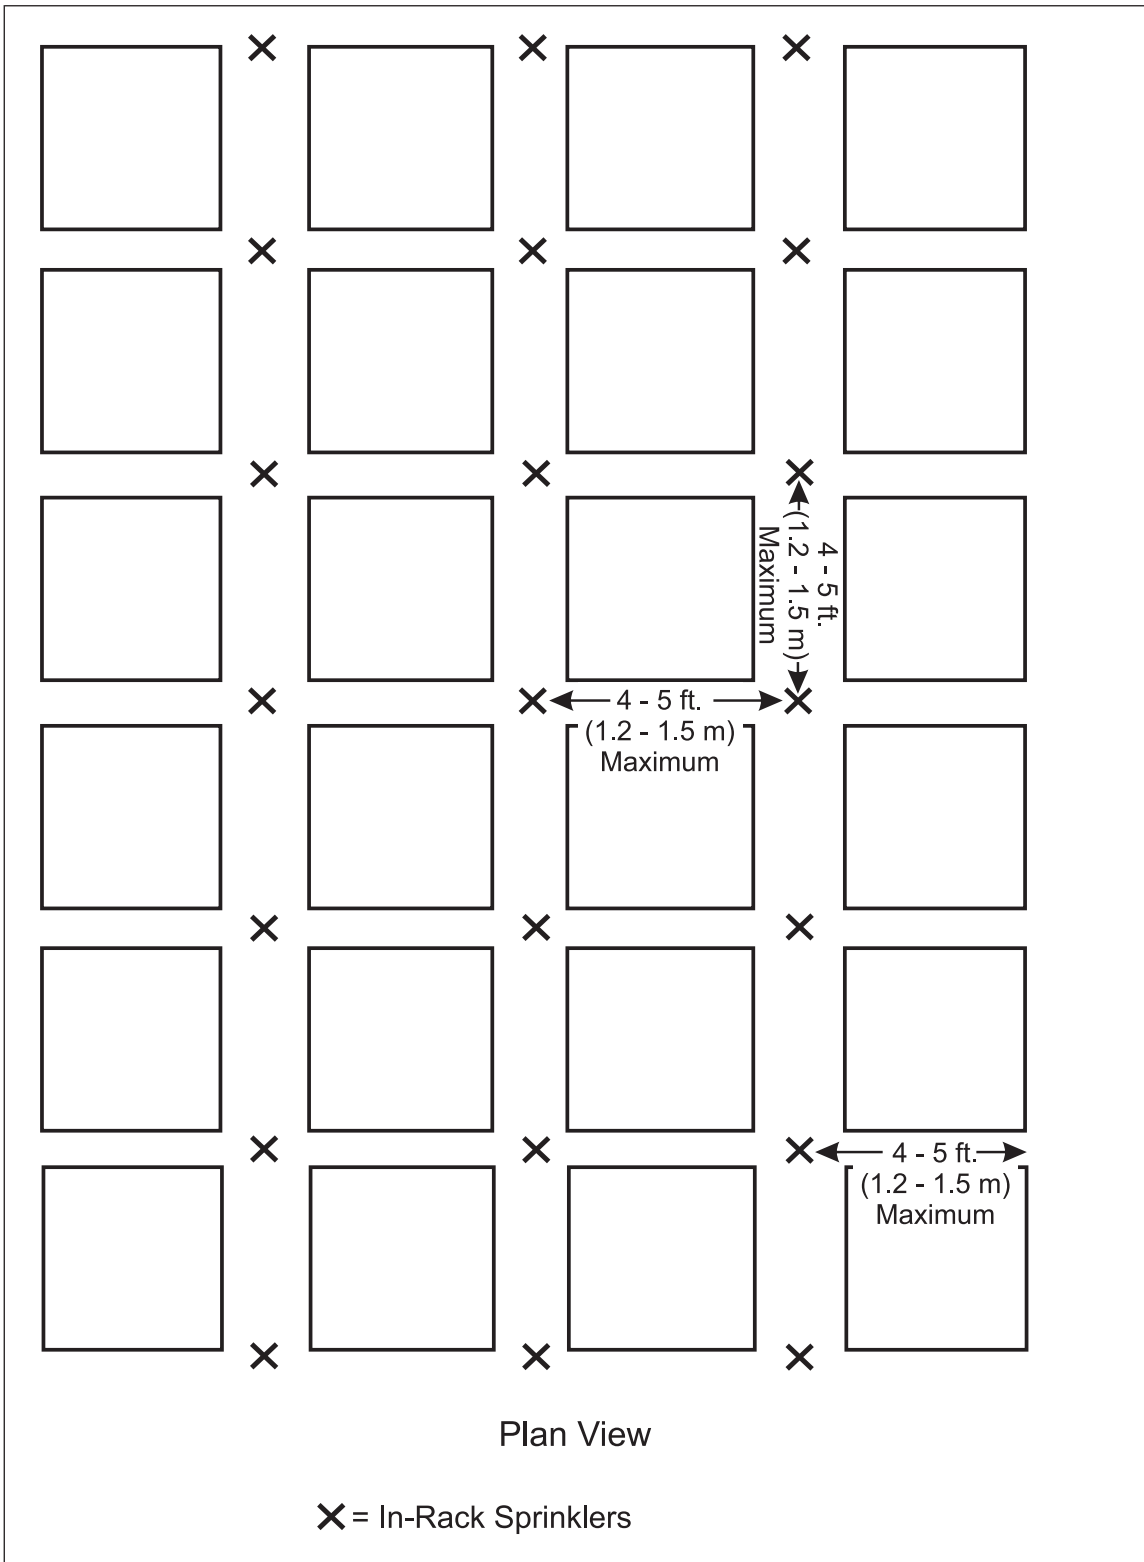 4 - 5 ft.
(1.2 - 1.5 m)
Maximum
4 - 5 ft.
(1.2 - 1.5 m)
Maximum
4 - 5 ft.
(1.2 - 1.5 m)
Maximum
Plan View
= In-Rack Sprinklers